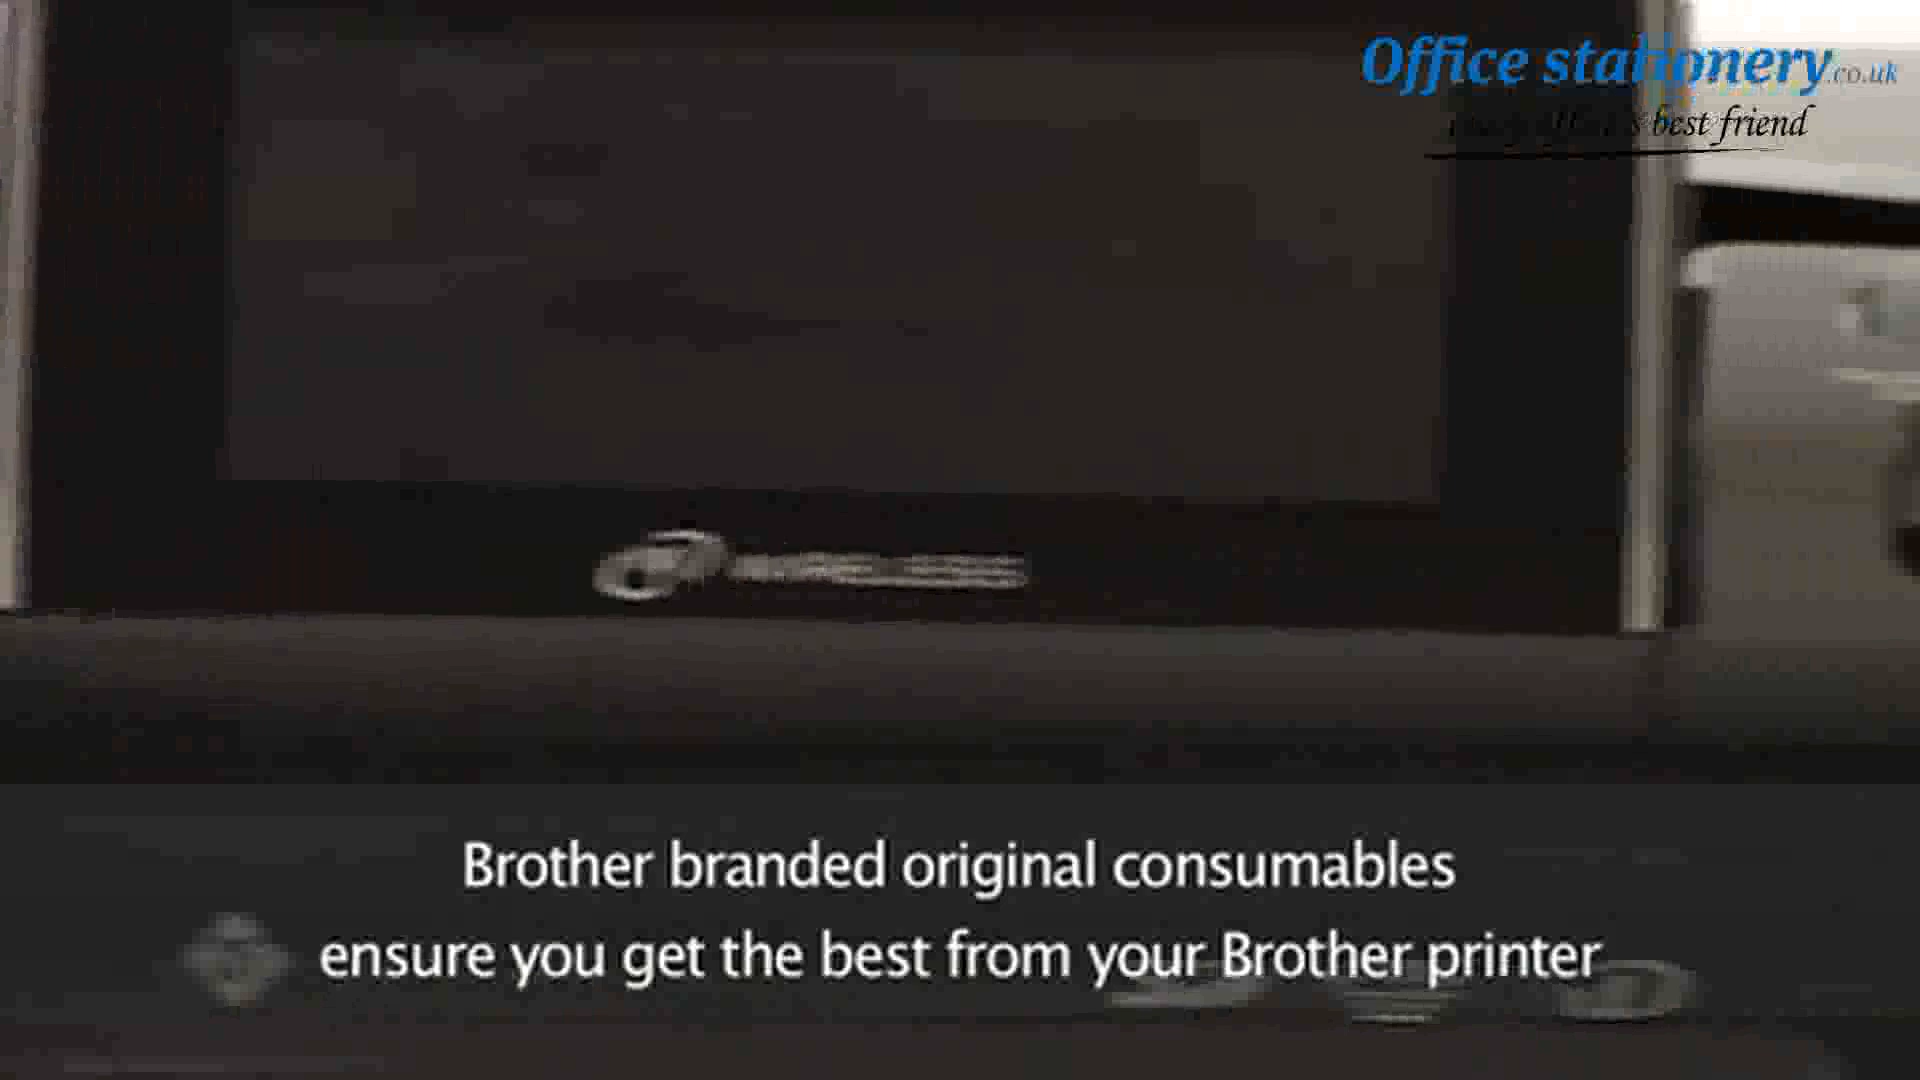 Office stationery.co.uk
best friend
Brother branded original consumables
ensure you get the best from your Brother printer